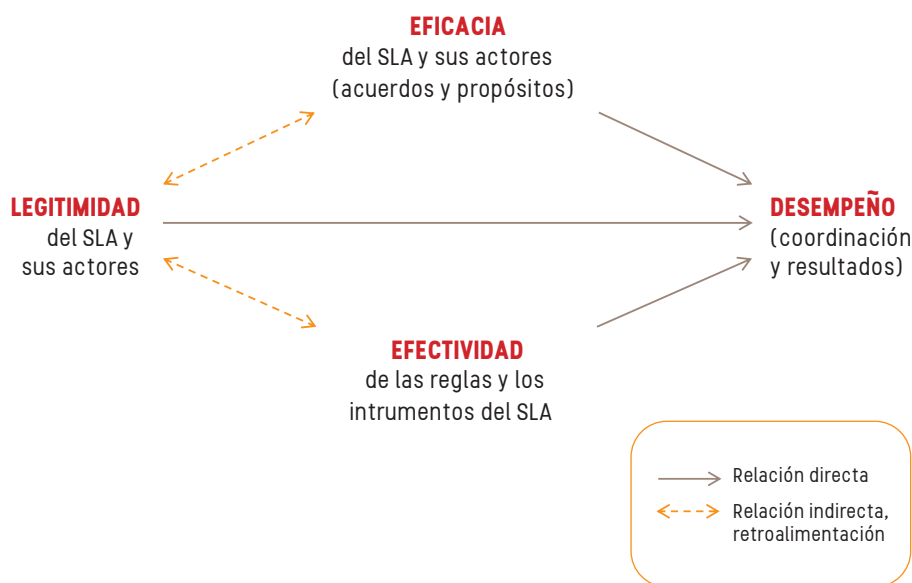 EFICACIA
del SLA y sus actores
(acuerdos y propósitos)
LEGITIMIDAD
del SLA y
sus actores
DESEMPEÑO
(coordinación
y resultados)
EFECTIVIDAD
de las reglas y los
intrumentos del SLA
Relación directa
Relación indirecta,
retroalimentación